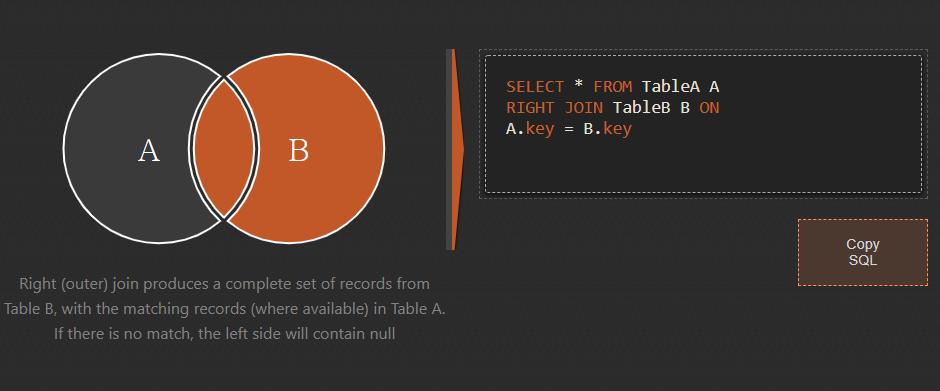 A
B
SELECT * FROM TableA A
RIGHT JOIN TableB B ON
A.key = B.key
Copy
SQL
Right (outer) join produces a complete set of records from
Table B, with the matching records (where available) in Table A.
If there is no match, the left side will contain null